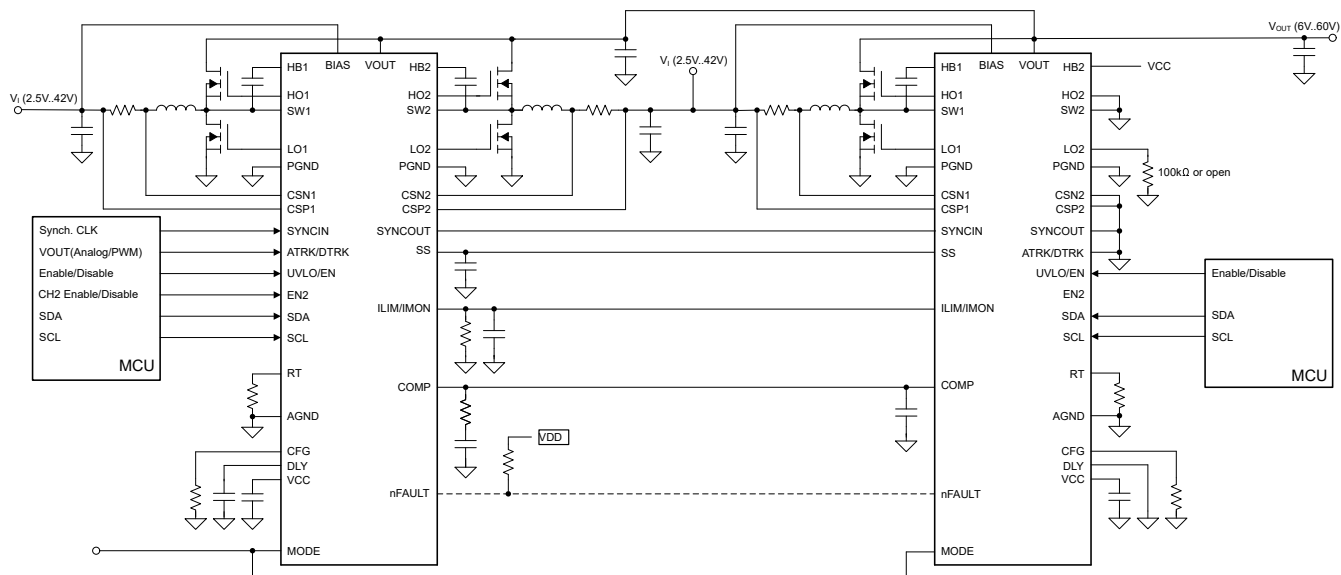 VI (2.5V..42V)
BIAS VOUT
HB1
HO1
SW1
LO1
PGND
CSN1
CSP1
SYNCIN
ATRK/DTRK
UVLO/EN
EN2
SDA
SCL
RT
AGND
CFG
DLY
VCC
MODE
HB2
HO2
SW2
LO2
PGND
CSN2
CSP2
SYNCOUT
SS
ILIM/IMON
COMP
nFAULT
Synch. CLK
VOUT(Analog/PWM)
Enable/Disable
CH2 Enable/Disable
SDA
SCL
MCU
VI (2.5V..42V)
VDD
BIAS VOUT
HB1
HO1
SW1
LO1
PGND
CSN1
CSP1
SYNCIN
SS
ILIM/IMON
COMP
nFAULT
MODE
HB2
HO2
SW2
LO2
PGND
CSN2
CSP2
SYNCOUT
ATRK/DTRK
UVLO/EN
EN2
SDA
SCL
RT
AGND
CFG
DLY
VCC
VOUT (6V..60V)
VCC
100kΩ or open
Enable/Disable
SDA
SCL
MCU